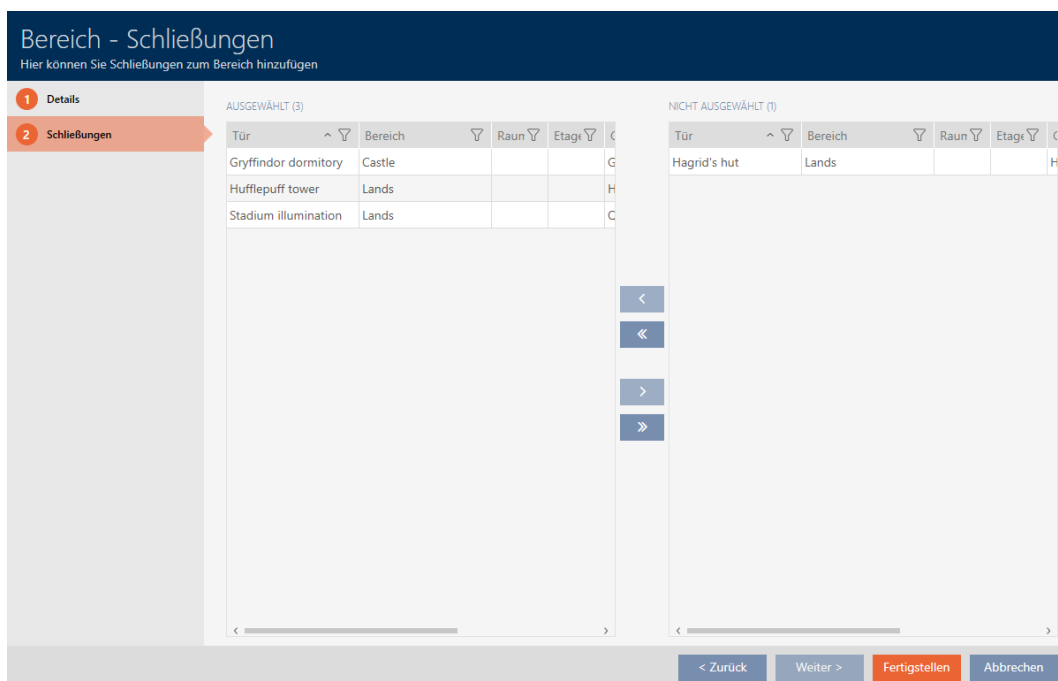 Bereich - Schließungen
Hier können Sie Schließungen zum Bereich hinzufügen
1 Details
2 Schließungen
AUSGEWÄHLT (3)
Tür Bereich Raum Etage
Gryffindor dormitory Castle G
Hufflepuff tower Lands H
Stadium illumination Lands
NICHT AUSGEWÄHLT (1)
Tür Bereich Raum Etage
Hagrid's hut Lands H
< Zurück Weiter > Fertigstellen Abbrechen